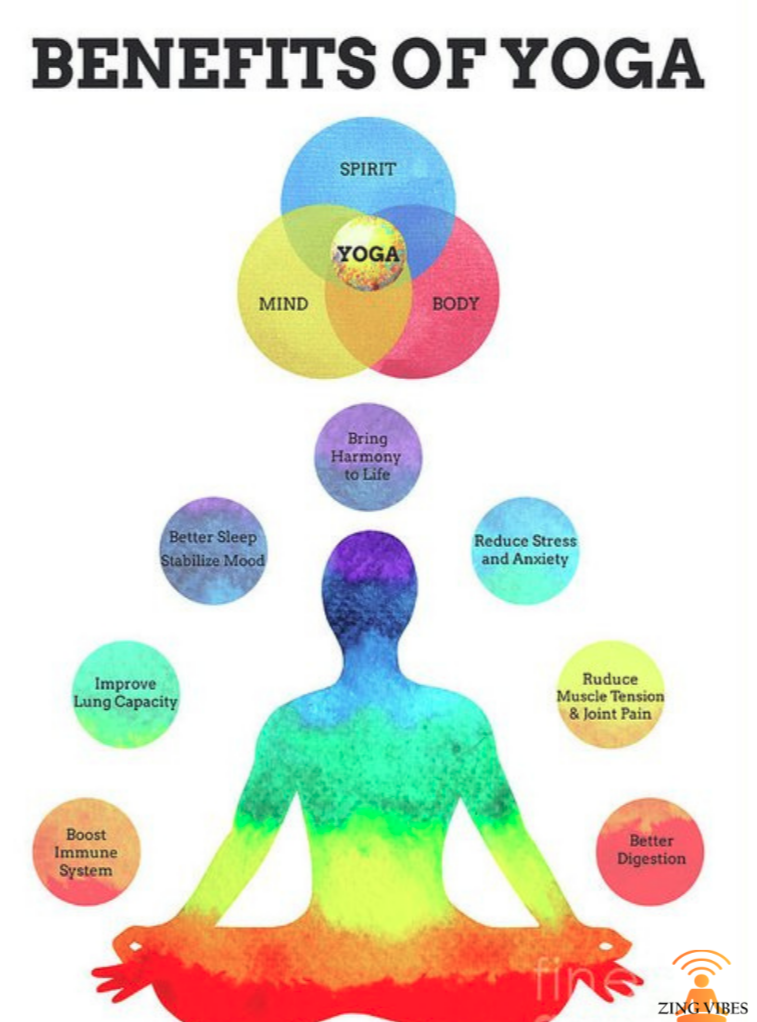 BENEFITS OF YOGA
SPIRIT
YOGA
MIND
BODY
Bring
Harmony
to Life
Better Sleep
Stabilize Mood
Reduce Stress
and Anxiety
Improve
Lung Capacity
Ruduce
Muscle Tension
& Joint Pain
Boost
Immune
System
Better
Digestion
fine
ZING VIBES